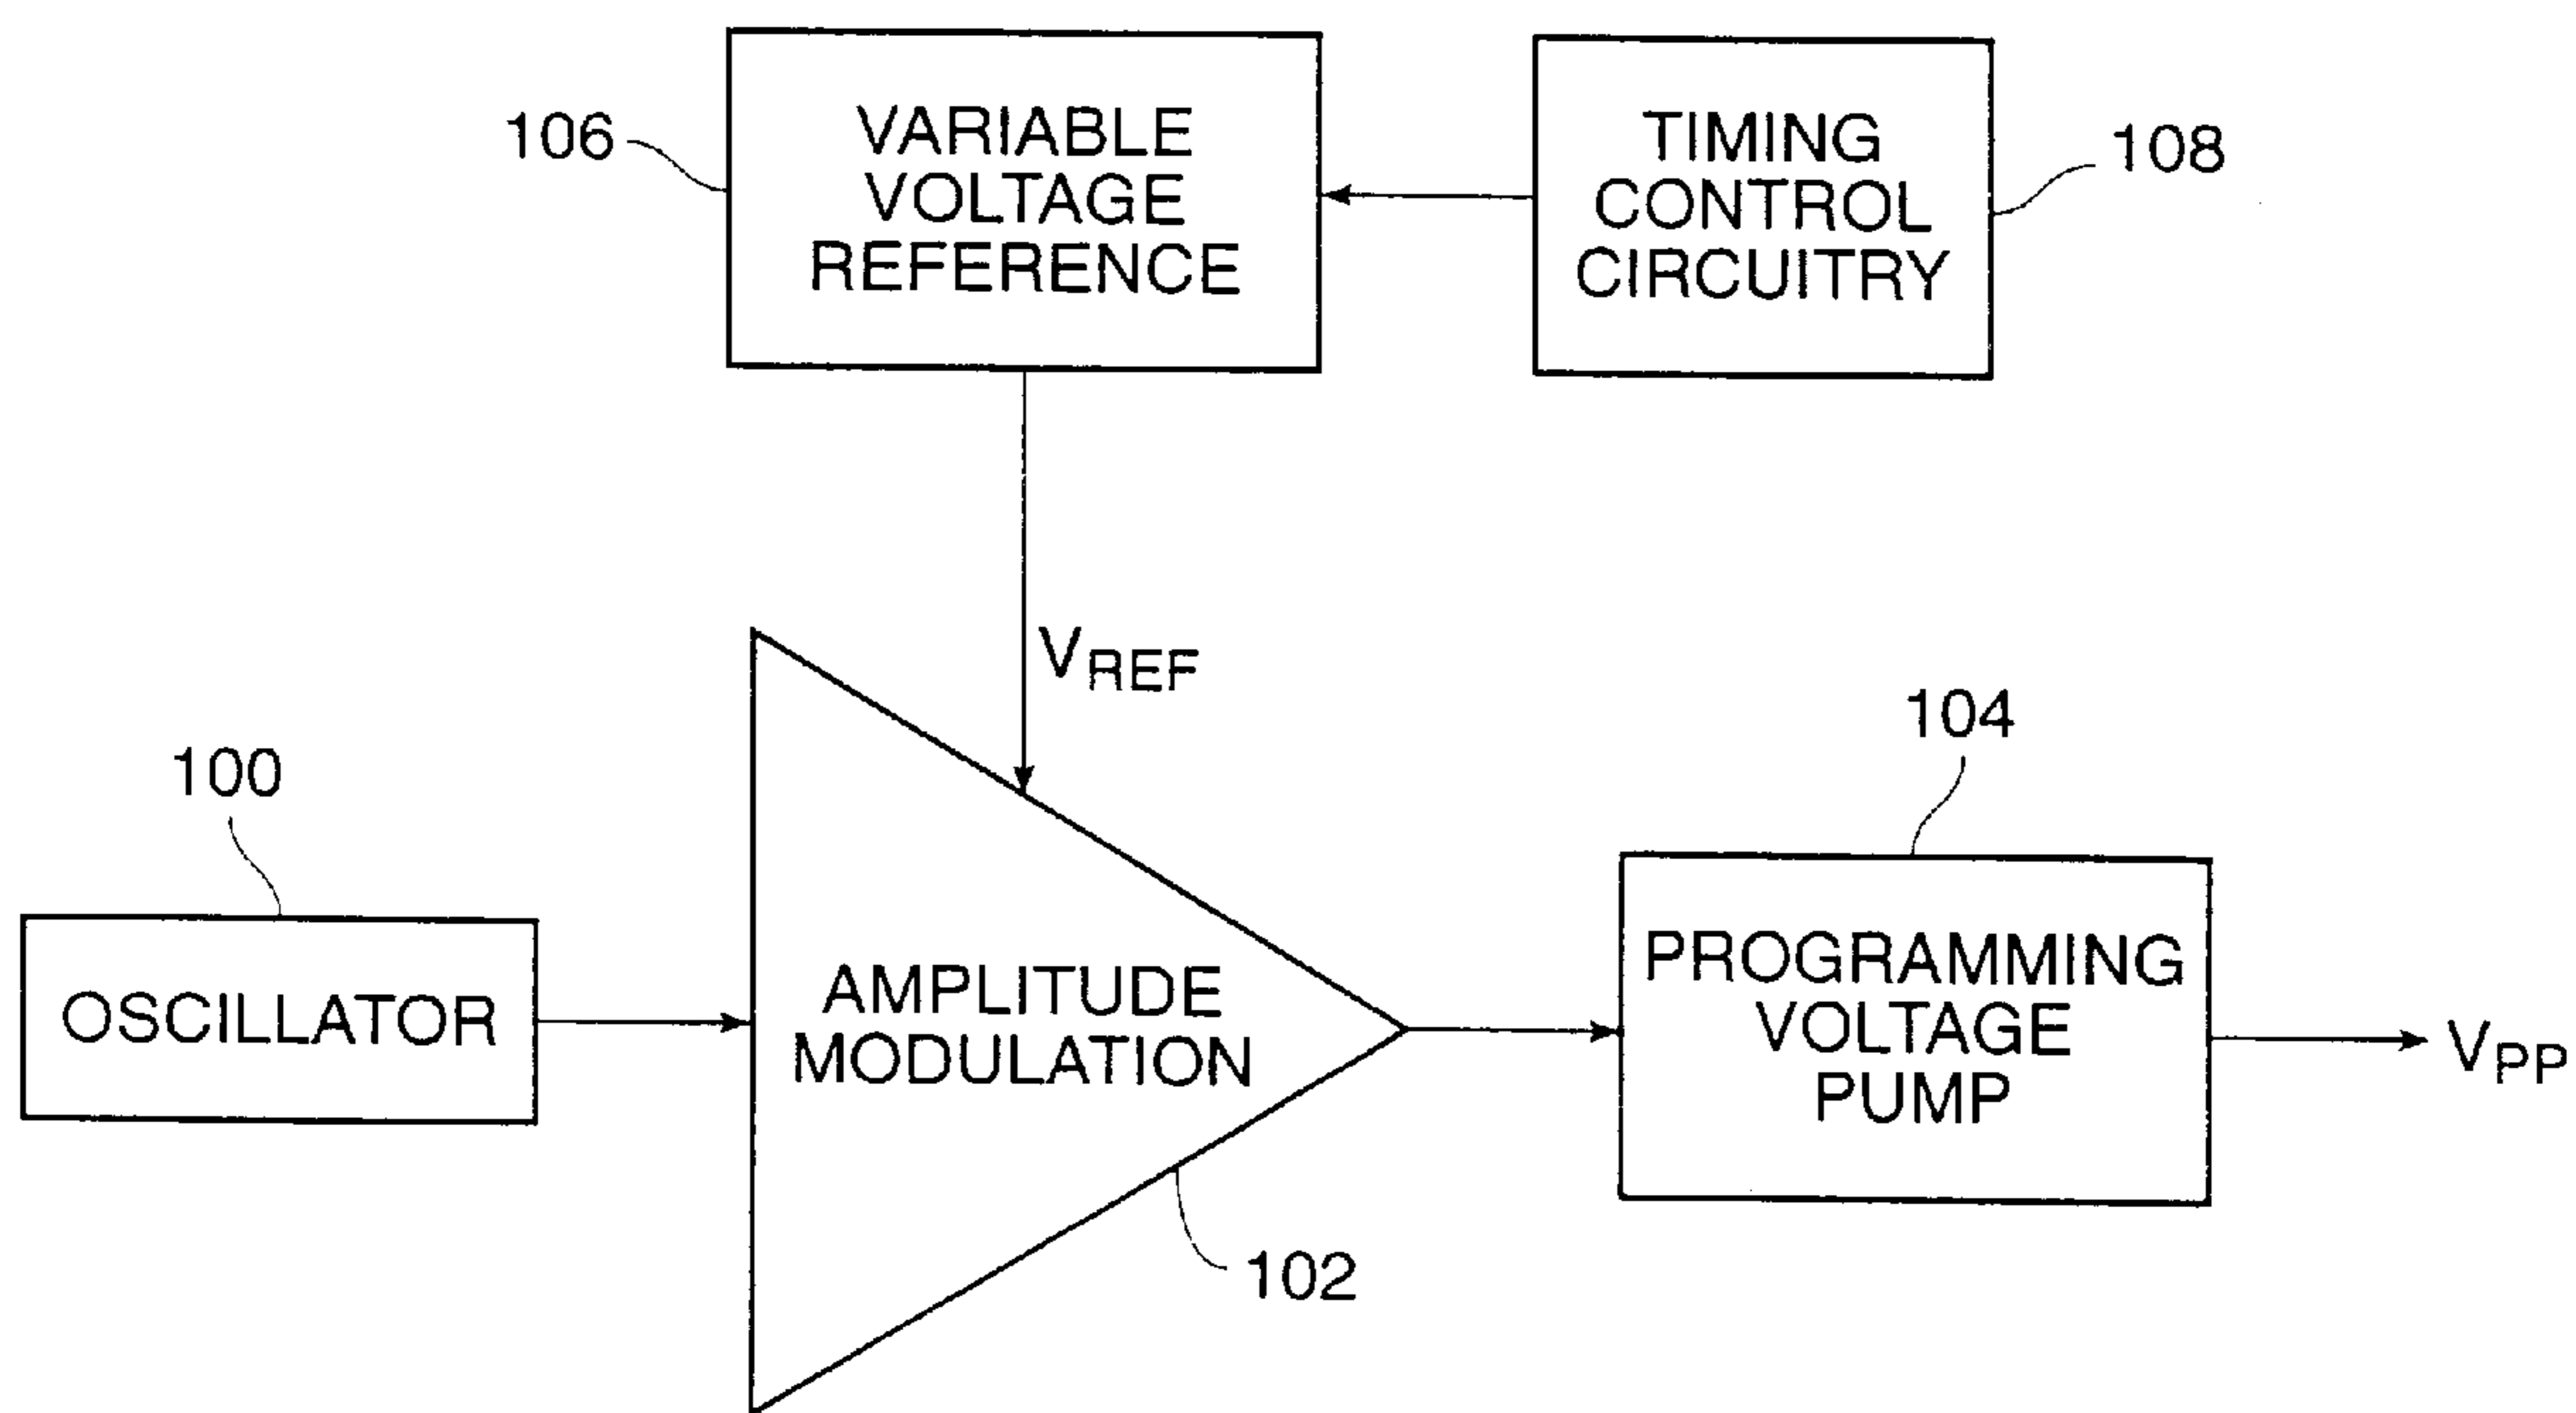 106
VARIABLE
VOLTAGE
REFERENCE
TIMING
CONTROL
CIRCUITRY
108
VREF
100
OSCILLATOR
AMPLITUDE
MODULATION
102
104
PROGRAMMING
VOLTAGE
PUMP
VPP